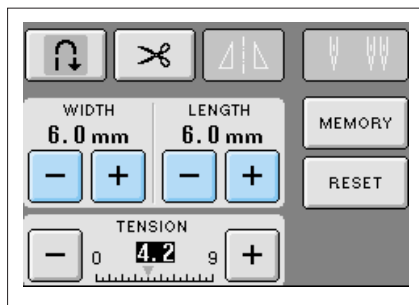 WIDTH
6.0 mm
LENGTH
6.0 mm
MEMORY
− +
− +
RESET
TENSION
− 0 4.2 9 +